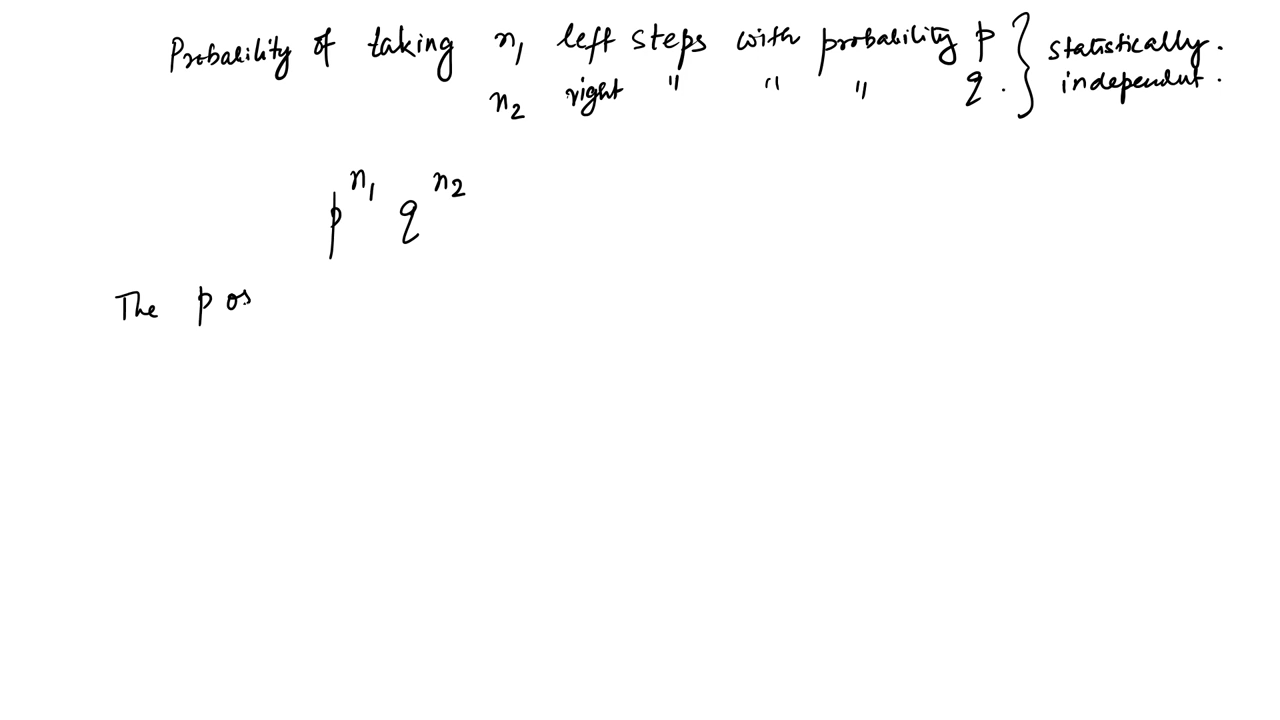 Probability of taking n₁ left steps with probability p } statistically.
n₂ right " " " q. } independent.
p^n₁ q^n₂
The pos